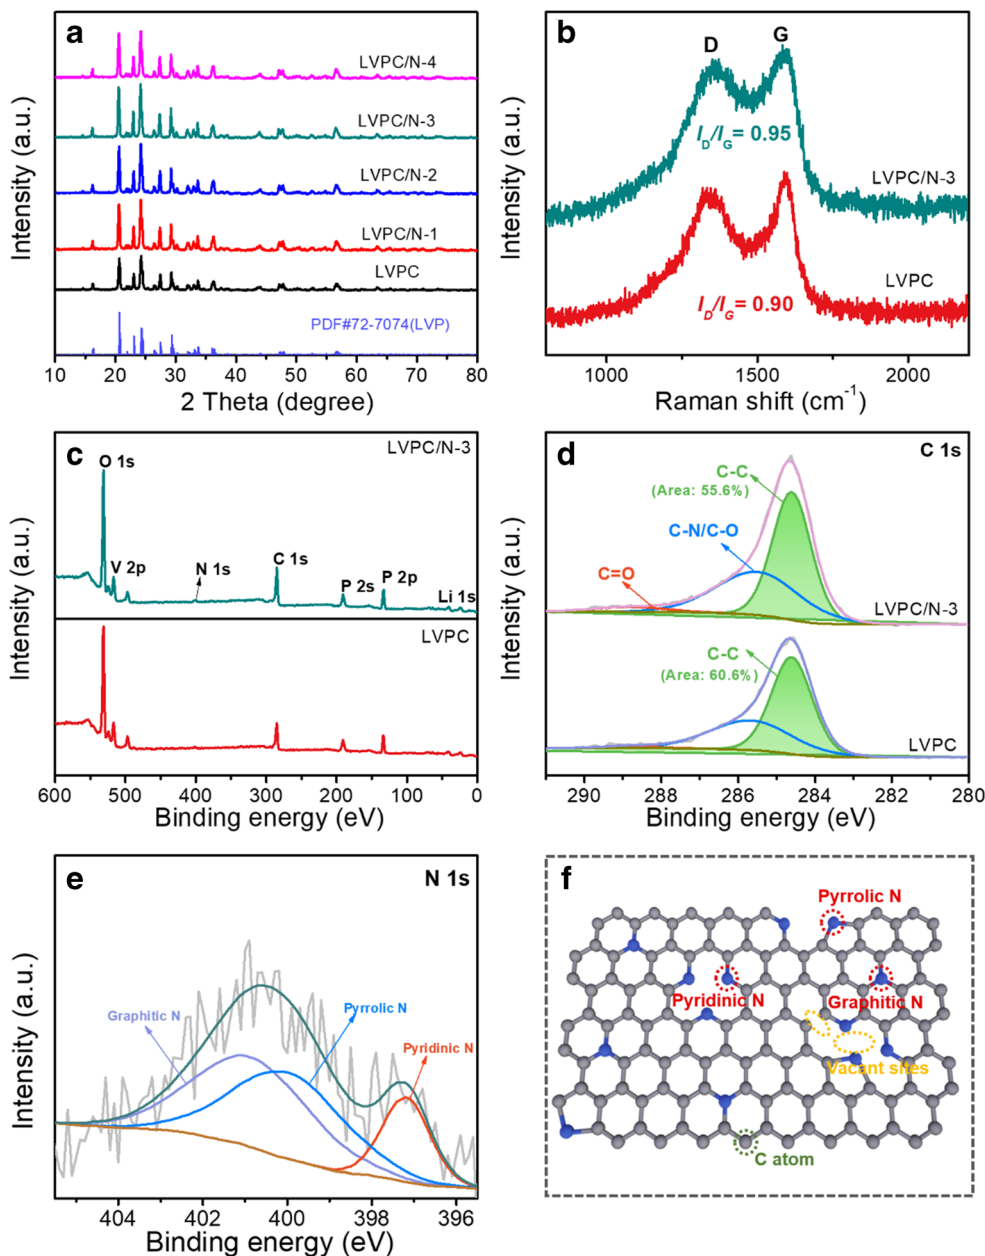 a
LVPC/N-4
LVPC/N-3
LVPC/N-2
LVPC/N-1
LVPC
PDF#72-7074(LVP)
Intensity (a.u.)
10 20 30 40 50 60 70 80
2 Theta (degree)
b
D
G
I_D/I_G= 0.95
LVPC/N-3
LVPC
I_D/I_G= 0.90
Intensity (a.u.)
1000 1500 2000
Raman shift (cm⁻¹)
c
LVPC/N-3
O 1s
V 2p
N 1s
C 1s
P 2s
P 2p
Li 1s
LVPC
Intensity (a.u.)
600 500 400 300 200 100 0
Binding energy (eV)
d
C 1s
C-C
(Area: 55.6%)
C-N/C-O
C=O
LVPC/N-3
C-C
(Area: 60.6%)
LVPC
Intensity (a.u.)
290 288 286 284 282 280
Binding energy (eV)
e
N 1s
Graphitic N
Pyrrolic N
Pyridinic N
Intensity (a.u.)
404 402 400 398 396
Binding energy (eV)
f
Pyrrolic N
Pyridinic N
Graphitic N
Vacant sites
C atom